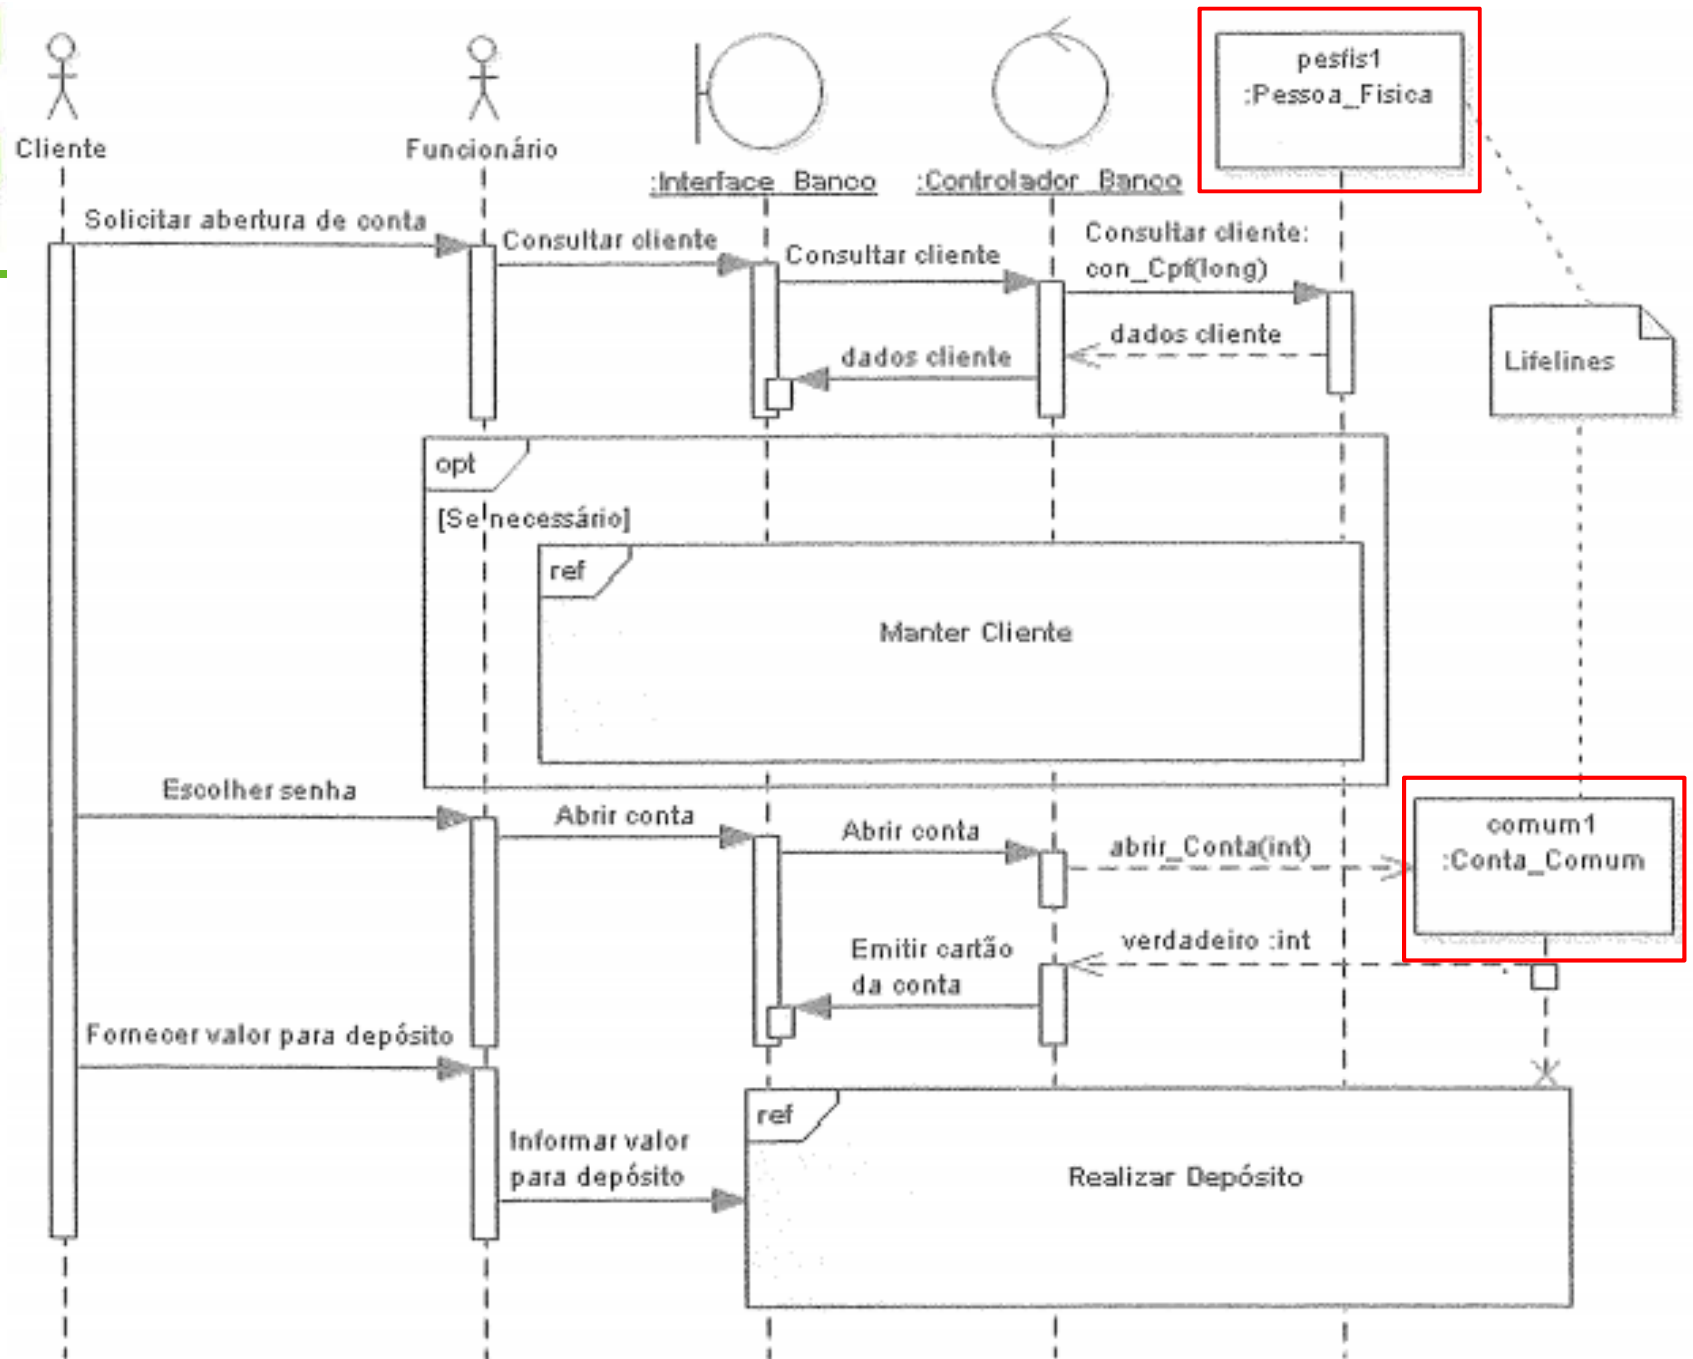 pesfis1
:Pessoa_Fisica
Cliente
Funcionário
:Interface_Banco
:Controlador_Banco
Solicitar abertura de conta
Consultar cliente
Consultar cliente
Consultar cliente:
con_Cpf(long)
dados cliente
dados cliente
Lifelines
opt
[Se necessário]
ref
Manter Cliente
Escolher senha
Abrir conta
Abrir conta
abrir_Conta(int)
comum1
:Conta_Comum
verdadeiro :int
Emitir cartão
da conta
Fornecer valor para depósito
ref
Informar valor
para depósito
Realizar Depósito